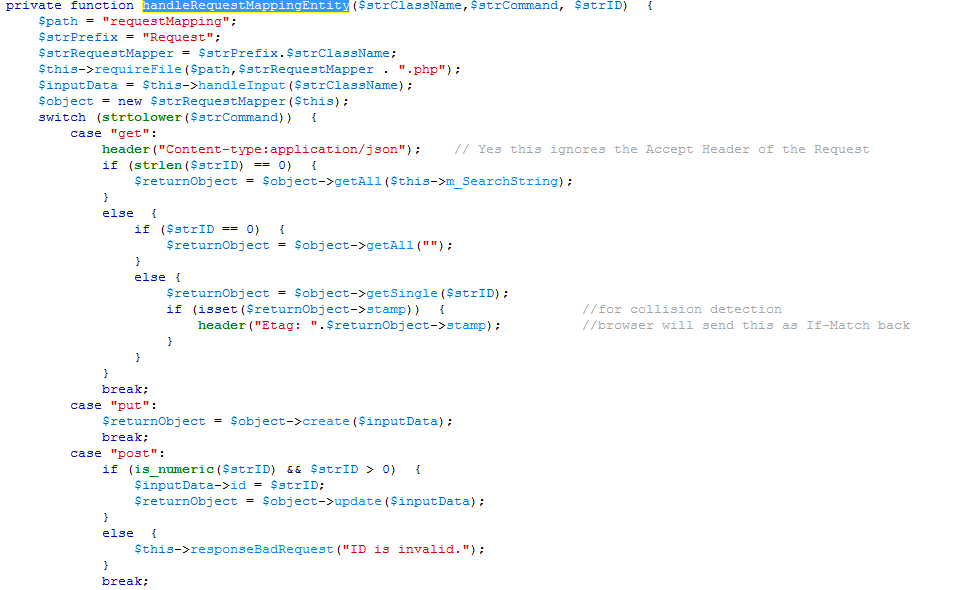 private function handleRequestMappingEntity($strClassName,$strCommand, $strID)  {
    $path = "requestMapping";
    $strPrefix = "Request";
    $strRequestMapper = $strPrefix.$strClassName;
    $this->requireFile($path,$strRequestMapper . ".php");
    $inputData = $this->handleInput($strClassName);
    $object = new $strRequestMapper($this);
    switch (strtolower($strCommand))  {
        case "get":
            header("Content-type:application/json");    // Yes this ignores the Accept Header of the Request
            if (strlen($strID) == 0)  {
                $returnObject = $object->getAll($this->m_SearchString);
            }
            else  {
                if ($strID == 0)  {
                    $returnObject = $object->getAll("");
                }
                else {
                    $returnObject = $object->getSingle($strID);
                    if (isset($returnObject->stamp))  {                 //for collision detection
                        header("Etag: ".$returnObject->stamp);          //browser will send this as If-Match back
                    }
                }
            }
            break;
        case "put":
            $returnObject = $object->create($inputData);
            break;
        case "post":
            if (is_numeric($strID) && $strID > 0)  {
                $inputData->id = $strID;
                $returnObject = $object->update($inputData);
            }
            else  {
                $this->responseBadRequest("ID is invalid.");
            }
            break;